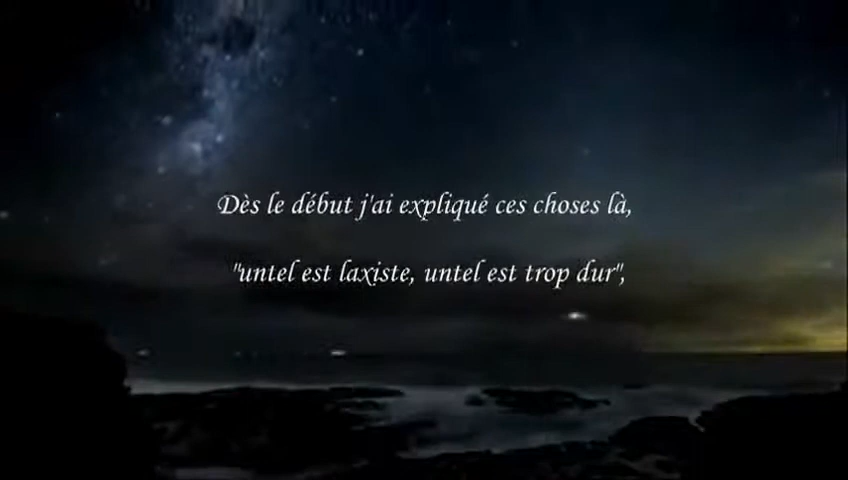 Dès le début j'ai expliqué ces choses là,
"untel est laxiste, untel est trop dur",